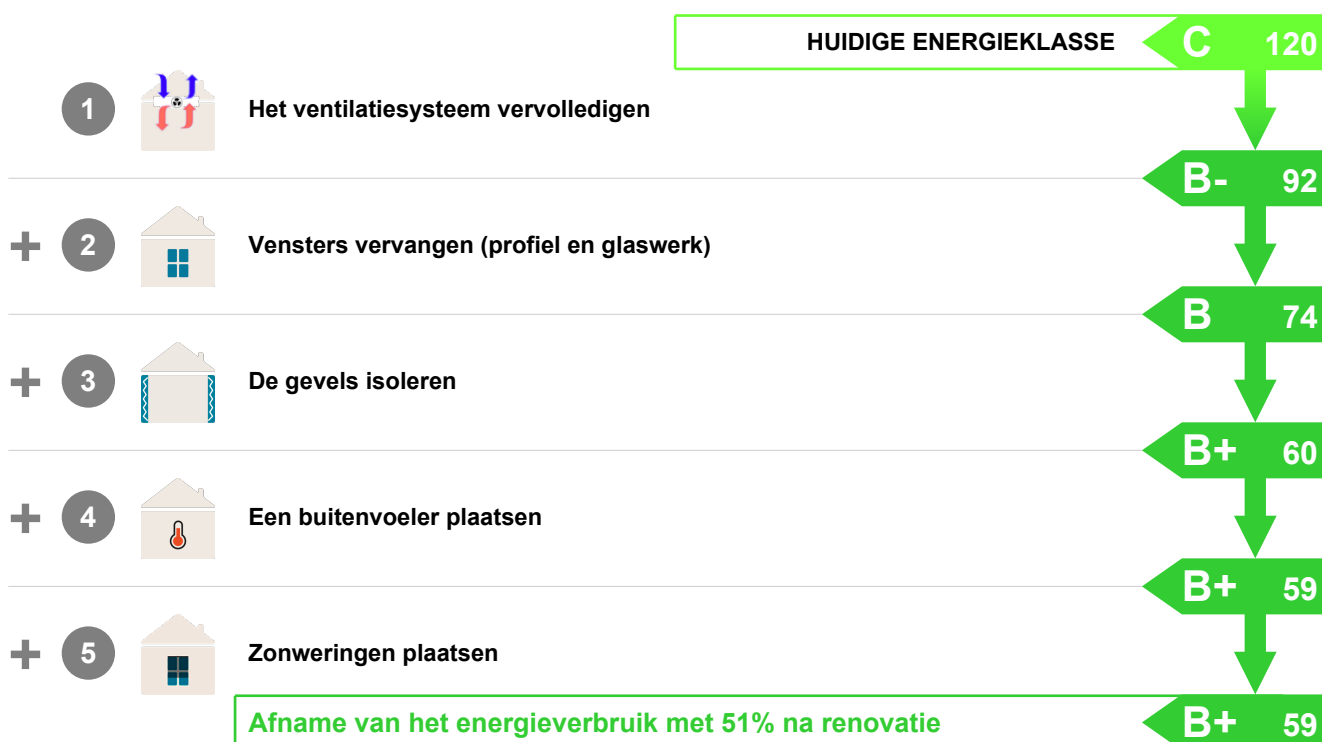 HUIDIGE ENERGIEKLASSE C 120
1 Het ventilatiesysteem vervolledigen
B- 92
+ 2 Vensters vervangen (profiel en glaswerk)
B 74
+ 3 De gevels isoleren
B+ 60
+ 4 Een buitenvoeler plaatsen
B+ 59
+ 5 Zonweringen plaatsen
Afname van het energieverbruik met 51% na renovatie B+ 59